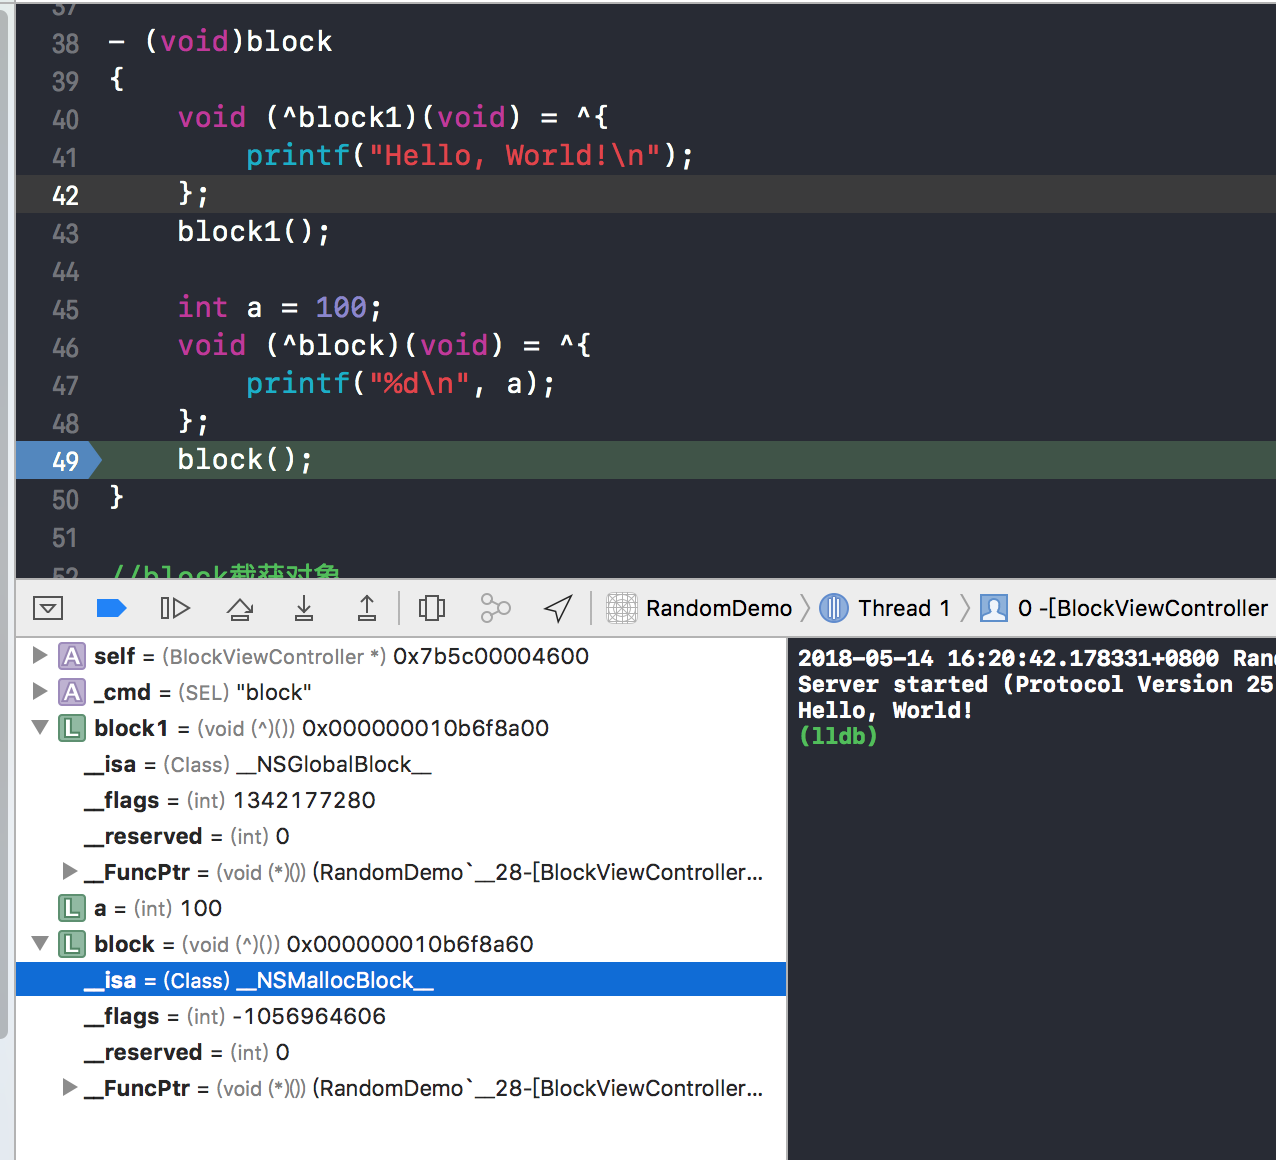 37
38 - (void)block
39 {
40 void (^block1)(void) = ^{
41 printf("Hello, World!\n");
42 };
43 block1();
44
45 int a = 100;
46 void (^block)(void) = ^{
47 printf("%d\n", a);
48 };
49 block();
50 }
51
52 //block截获对象
RandomDemo Thread 1 0 -[BlockViewController
A self = (BlockViewController *) 0x7b5c00004600
A _cmd = (SEL) "block"
L block1 = (void (^)()) 0x000000010b6f8a00
__isa = (Class) __NSGlobalBlock__
__flags = (int) 1342177280
__reserved = (int) 0
__FuncPtr = (void (*)()) (RandomDemo`__28-[BlockViewController...
L a = (int) 100
L block = (void (^)()) 0x000000010b6f8a60
__isa = (Class) __NSMallocBlock__
__flags = (int) -1056964606
__reserved = (int) 0
__FuncPtr = (void (*)()) (RandomDemo`__28-[BlockViewController...
2018-05-14 16:20:42.178331+0800 Ran
Server started (Protocol Version 25
Hello, World!
(lldb)